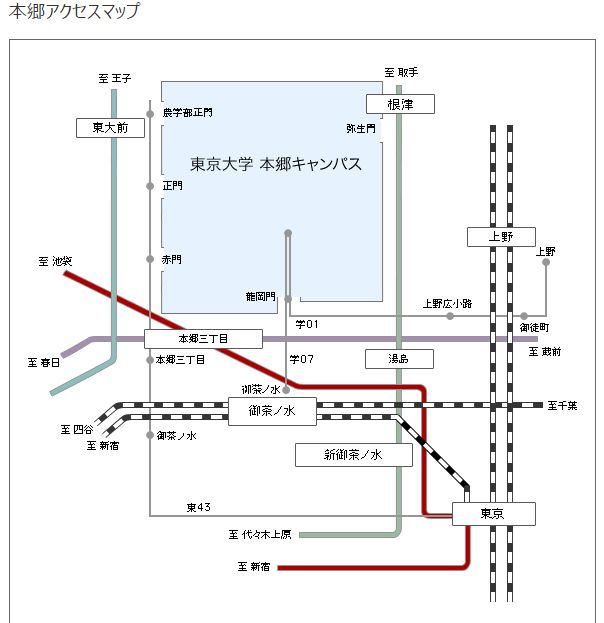 本郷アクセスマップ
至 王子
至 取手
東大前
農学部正門
根津
弥生門
東京大学 本郷キャンパス
正門
上野
上野
至 池袋
赤門
龍岡門
上野広小路
学01
御徒町
本郷三丁目
至 春日
本郷三丁目
学07
湯島
至 蔵前
御茶ノ水
御茶ノ水
至千葉
至 四谷
至 新宿
御茶ノ水
新御茶ノ水
東43
東京
至 代々木上原
至 新宿